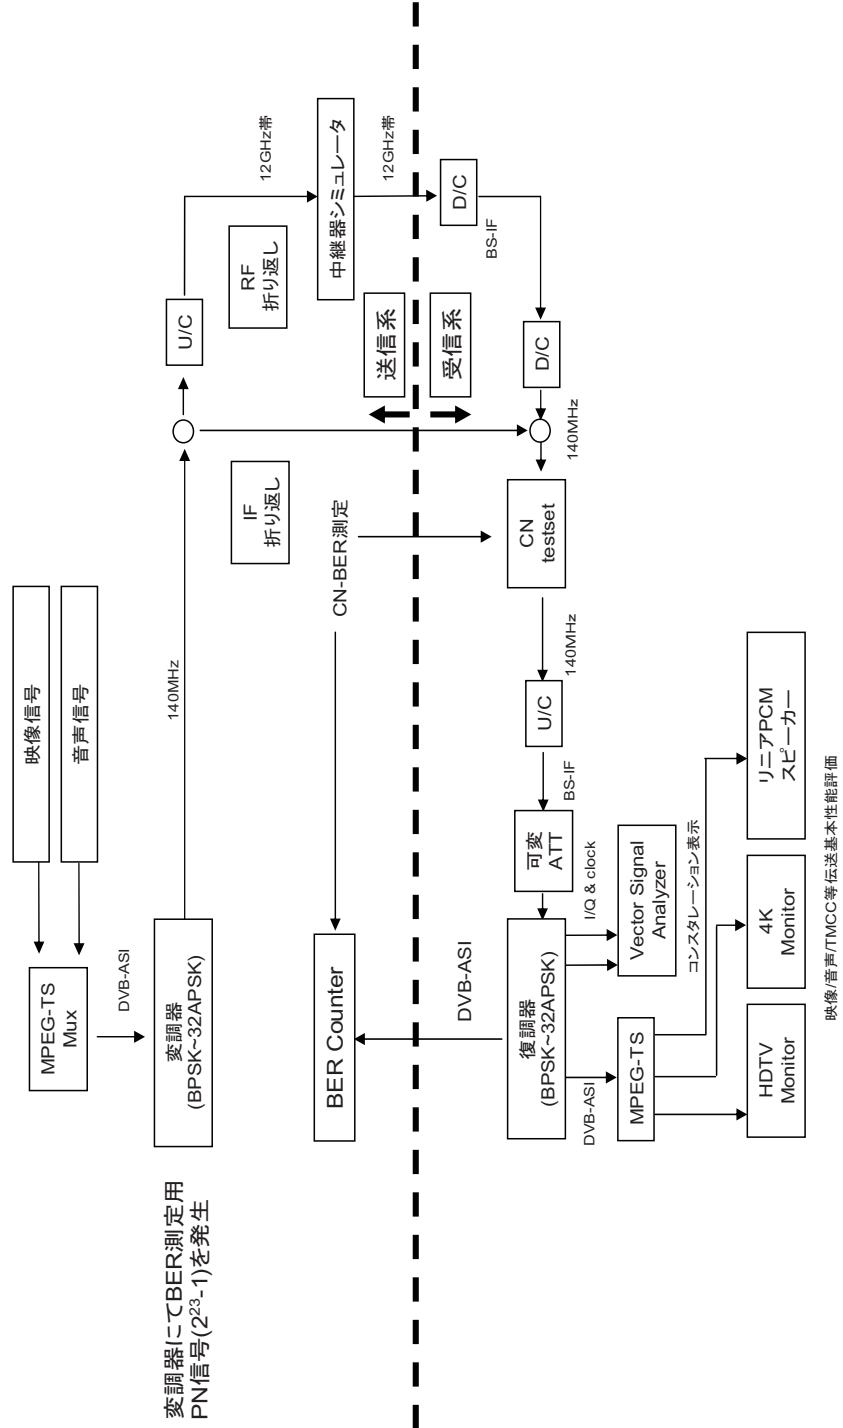 変調器にてBER測定用
PN信号(2²³-1)を発生
映像信号
音声信号
MPEG-TS
Mux
DVB-ASI
変調器
(BPSK~32APSK)
140MHz
U/C
12GHz帯
RF
折り返し
中継器シミュレータ
12GHz帯
IF
折り返し
送信系
受信系
CN-BER測定
BER Counter
DVB-ASI
D/C
BS-IF
D/C
140MHz
CN
testset
140MHz
U/C
BS-IF
可変
ATT
復調器
(BPSK~32APSK)
I/Q & clock
Vector Signal
Analyzer
コンスタレーション表示
DVB-ASI
MPEG-TS
HDTV
Monitor
4K
Monitor
リニアPCM
スピーカー
映像/音声/TMCC等伝送基本性能評価